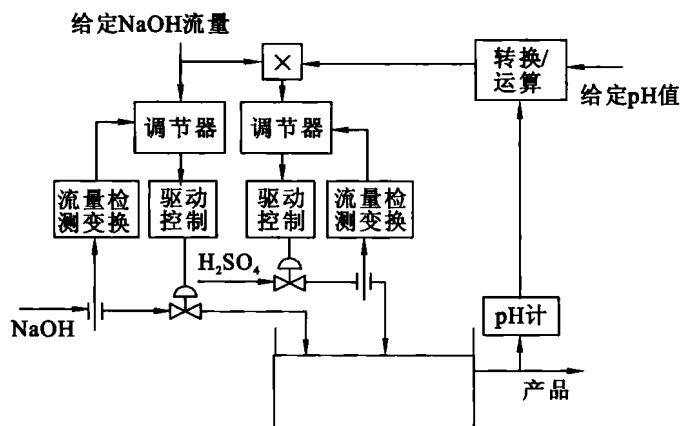 给定NaOH流量
×
转换/
运算
给定pH值
调节器
调节器
流量检
测变换
驱动
控制
驱动
控制
流量检
测变换
H₂SO₄
NaOH
pH计
产品